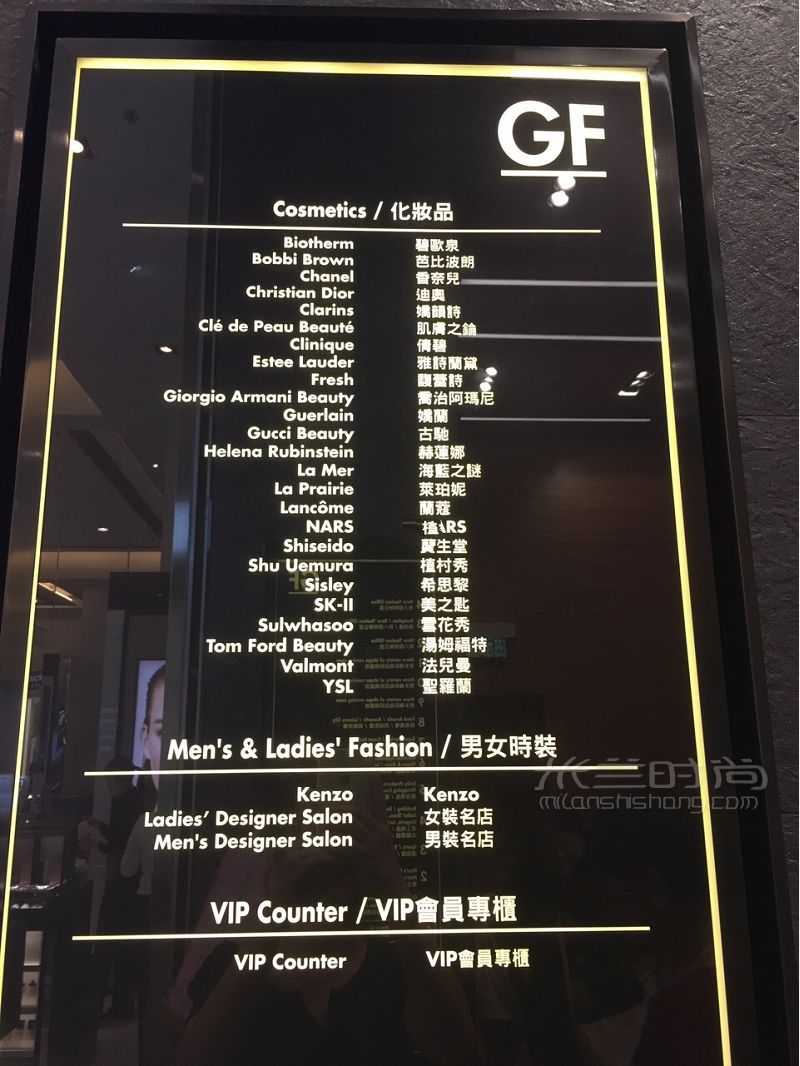 GF
Cosmetics / 化妝品
Biotherm 碧歐泉
Bobbi Brown 芭比波朗
Chanel 香奈兒
Christian Dior 迪奧
Clarins 嬌韻詩
Clé de Peau Beauté 肌膚之鑰
Clinique 倩碧
Estee Lauder 雅詩蘭黛
Fresh 馥蕾詩
Giorgio Armani Beauty 喬治阿瑪尼
Guerlain 嬌蘭
Gucci Beauty 古馳
Helena Rubinstein 赫蓮娜
La Mer 海藍之謎
La Prairie 萊珀妮
Lancôme 蘭蔻
NARS
Shiseido 資生堂
Shu Uemura 植村秀
Sisley 希思黎
SK-II 美之匙
Sulwhasoo 雪花秀
Tom Ford Beauty 湯姆福特
Valmont 法兒曼
YSL 聖羅蘭
Men's & Ladies' Fashion / 男女時裝
Kenzo Kenzo
Ladies' Designer Salon 女裝名店
Men's Designer Salon 男裝名店
VIP Counter / VIP會員專櫃
VIP Counter VIP會員專櫃
米兰时尚
milanshishang.com